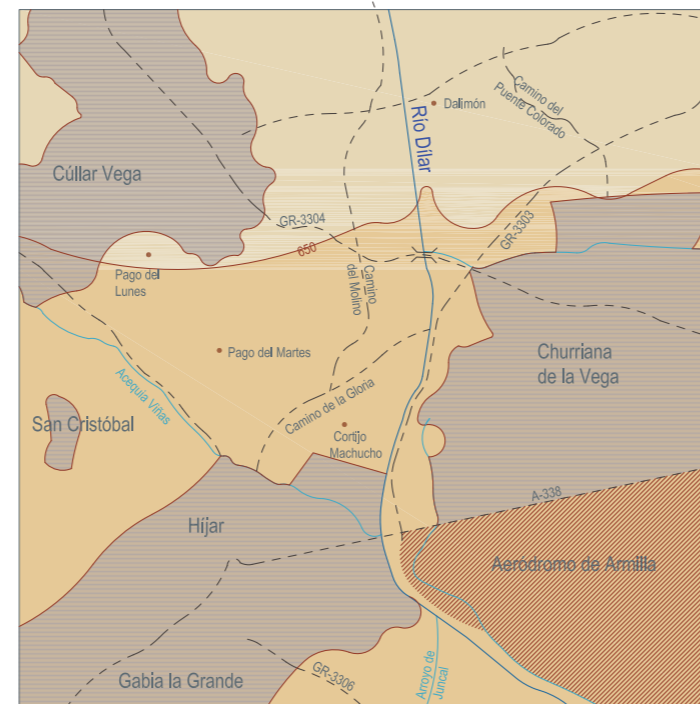 Dalimón
Camino del
Puente Colorado
Río Dílar
Cúllar Vega
GR-3304
GR-3303
650
Pago del
Lunes
Camino
del Molino
Pago del Martes
Churriana
de la Vega
Acequia Viñas
Camino de la Gloria
San Cristóbal
Cortijo
Machucho
A-338
Híjar
Aeródromo de Armilla
GR-3306
Gabia la Grande
Arroyo de
Juncal